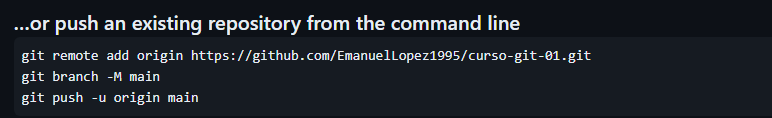 ...or push an existing repository from the command line
git remote add origin https://github.com/EmanuelLopez1995/curso-git-01.git
git branch -M main
git push -u origin main